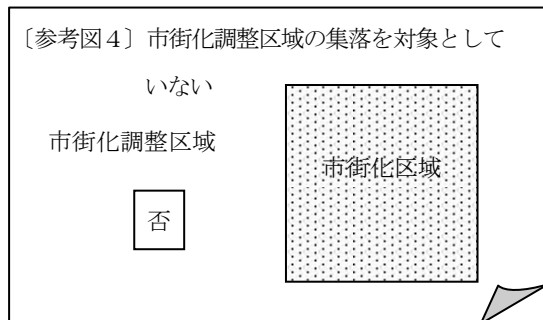 〔参考図４〕市街化調整区域の集落を対象として
いない
市街化調整区域
市街化区域
否